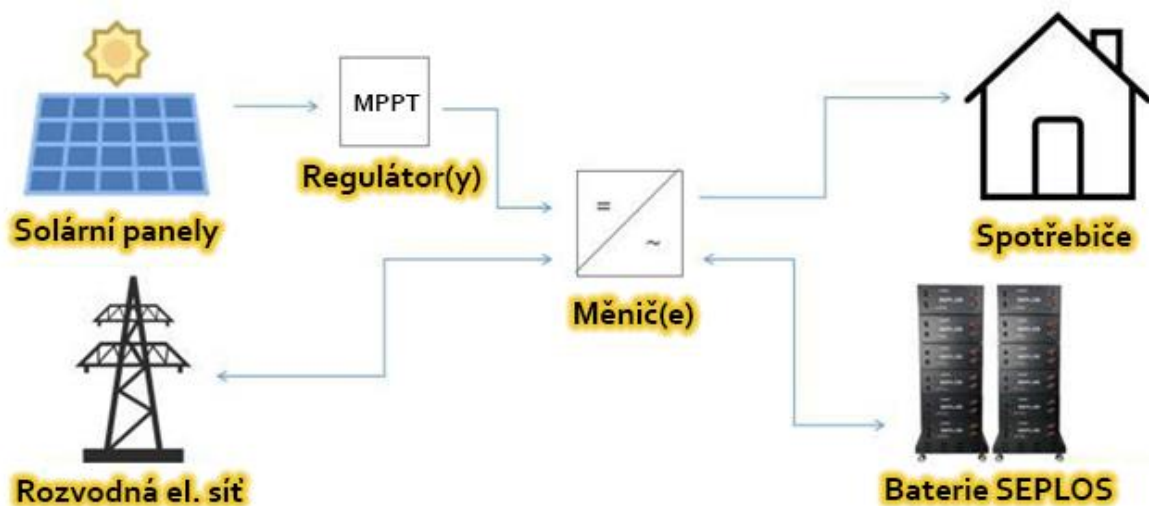 MPPT
Regulátor(y)
Solární panely
=
~
Měnič(e)
Spotřebiče
Rozvodná el. síť
Baterie SEPLOS